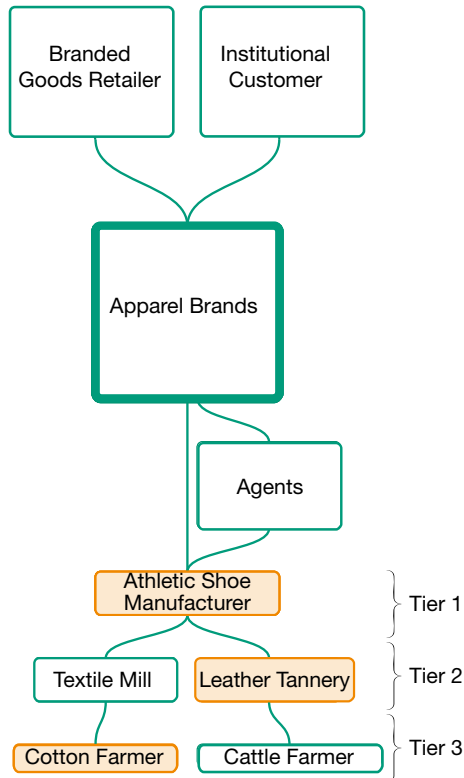 Branded
Goods Retailer
Institutional
Customer
Apparel Brands
Agents
Athletic Shoe
Manufacturer
Tier 1
Textile Mill
Leather Tannery
Tier 2
Cotton Farmer
Cattle Farmer
Tier 3